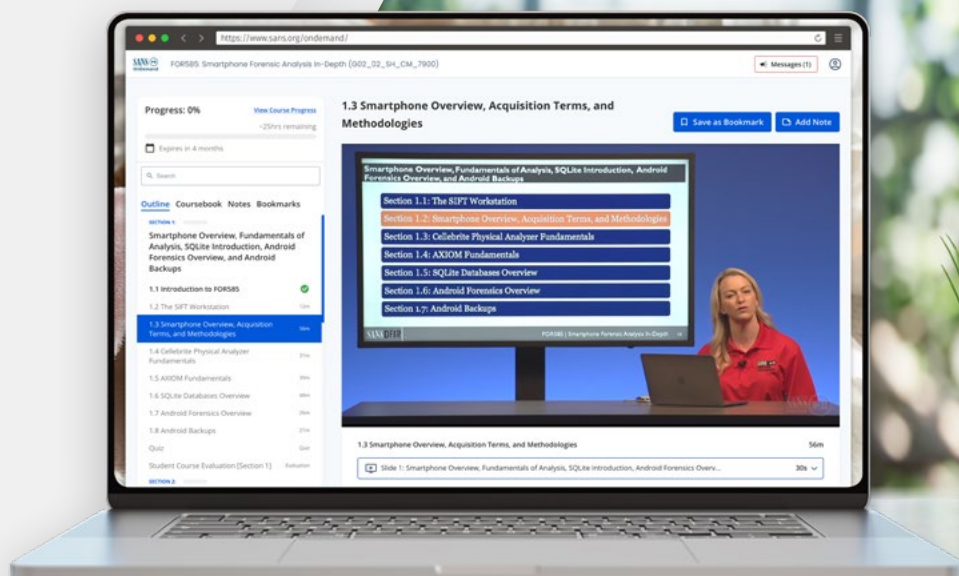 https://www.sans.org/ondemand/
SANS
OnDemand
FOR585: Smartphone Forensic Analysis In-Depth (G02_02_SH_CM_7900)
Messages (1)
Progress: 0%
View Course Progress
~25hrs remaining
Expires in 4 months.
Search
Outline Coursebook Notes Bookmarks
SECTION 1:
Smartphone Overview, Fundamentals of
Analysis, SQLite Introduction, Android
Forensics Overview, and Android
Backups
1.1 Introduction to FOR585
1.2 The SIFT Workstation
1.3 Smartphone Overview, Acquisition
Terms, and Methodologies
56m
1.4 Cellebrite Physical Analyzer
Fundamentals
1.5 AXIOM Fundamentals
1.6 SQLite Databases Overview
1.7 Android Forensics Overview
1.8 Android Backups
Quiz
Quiz
Student Course Evaluation [Section 1]
Evaluation
SECTION 2:
1.3 Smartphone Overview, Acquisition Terms, and
Methodologies
Save as Bookmark
Add Note
Smartphone Overview, Fundamentals of Analysis, SQLite Introduction, Android
Forensics Overview, and Android Backups
Section 1.1: The SIFT Workstation
Section 1.2: Smartphone Overview, Acquisition Terms, and Methodologies
Section 1.3: Cellebrite Physical Analyzer Fundamentals
Section 1.4: AXIOM Fundamentals
Section 1.5: SQLite Databases Overview
Section 1.6: Android Forensics Overview
Section 1.7: Android Backups
SANS DFIR
FOR585 | Smartphone Forensic Analysis In-Depth
1.3 Smartphone Overview, Acquisition Terms, and Methodologies
56m
Slide 1: Smartphone Overview, Fundamentals of Analysis, SQLite Introduction, Android Forensics Overv...
30s